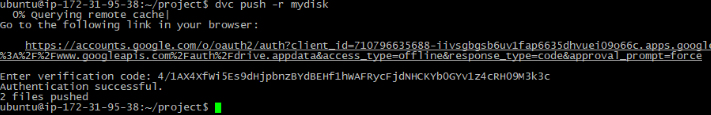 ubuntu@ip-172-31-95-38:~/project$ dvc push -r mydisk
0% Querying remote cache|
Go to the following link in your browser:
https://accounts.google.com/o/oauth2/auth?client_id=710796635688-iivsgbgsb6uv1fap6635dhvuei09o66c.apps.googl
%3A%2F%2Fwww.googleapis.com%2Fauth%2Fdrive.appdata&access_type=offline&response_type=code&approval_prompt=force
Enter verification code: 4/1AX4XfWi5Es9dHjpbnzBYdBEHf1hWAFRycFjdNHCKYbOGYv1z4cRHO9M3k3c
Authentication successful.
2 files pushed
ubuntu@ip-172-31-95-38:~/project$